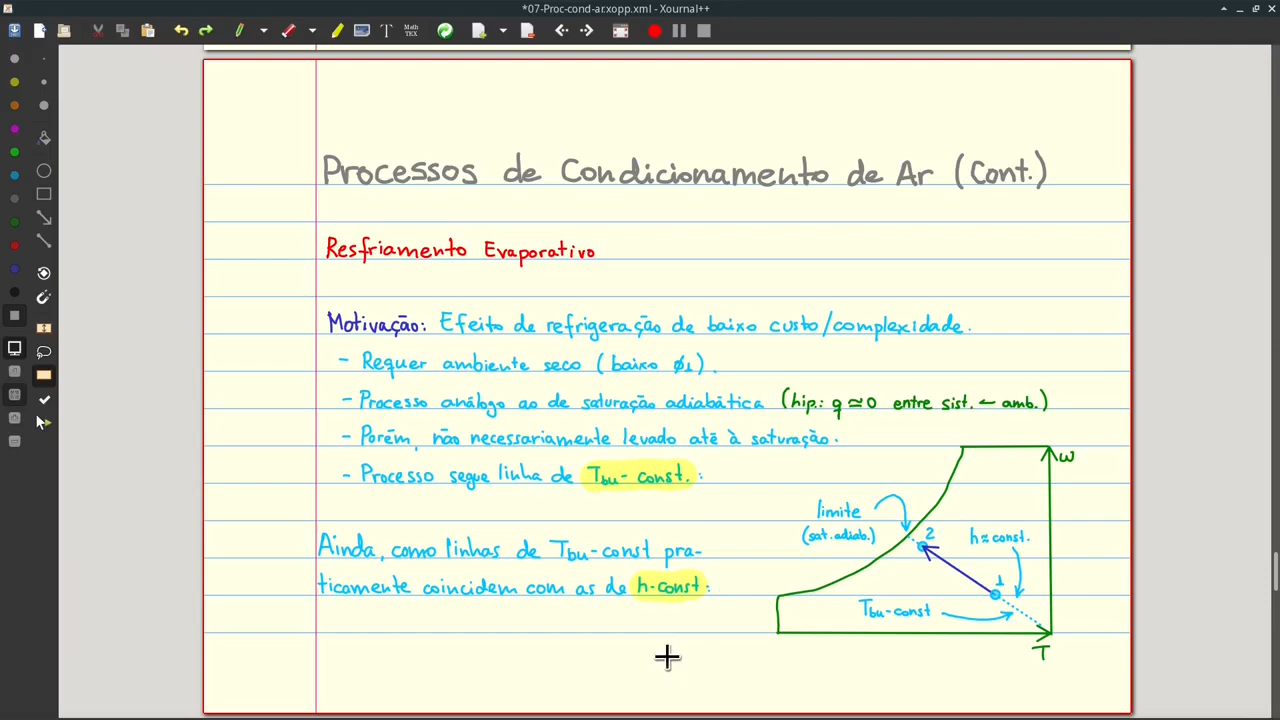 *07-Proc-cond-ar.xopp.xml - Xournal++
Math
TEX
Processos de Condicionamento de Ar (Cont.)
Resfriamento Evaporativo
Motivação: Efeito de refrigeração de baixo custo/complexidade.
- Requer ambiente seco (baixo ϕ1).
- Processo análogo ao de saturação adiabática (hip.: q ≃ 0 entre sist. ← amb.)
- Porém, não necessariamente levado até à saturação.
- Processo segue linha de Tbu - const.:
Ainda, como linhas de Tbu-const pra-
ticamente coincidem com as de h-const:
ω
limite
(sat.adiab.)
2
h≈const.
1
Tbu-const
T